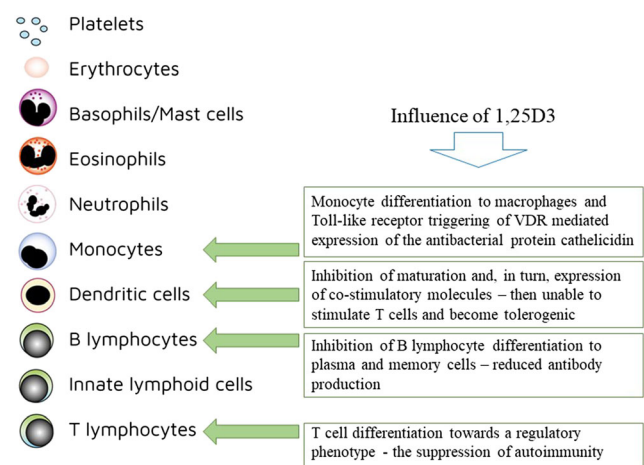 Platelets
Erythrocytes
Basophils/Mast cells
Eosinophils
Neutrophils
Monocytes
Dendritic cells
B lymphocytes
Innate lymphoid cells
T lymphocytes
Influence of 1,25D3
Monocyte differentiation to macrophages and
Toll-like receptor triggering of VDR mediated
expression of the antibacterial protein cathelicidin
Inhibition of maturation and, in turn, expression
of co-stimulatory molecules – then unable to
stimulate T cells and become tolerogenic
Inhibition of B lymphocyte differentiation to
plasma and memory cells – reduced antibody
production
T cell differentiation towards a regulatory
phenotype - the suppression of autoimmunity